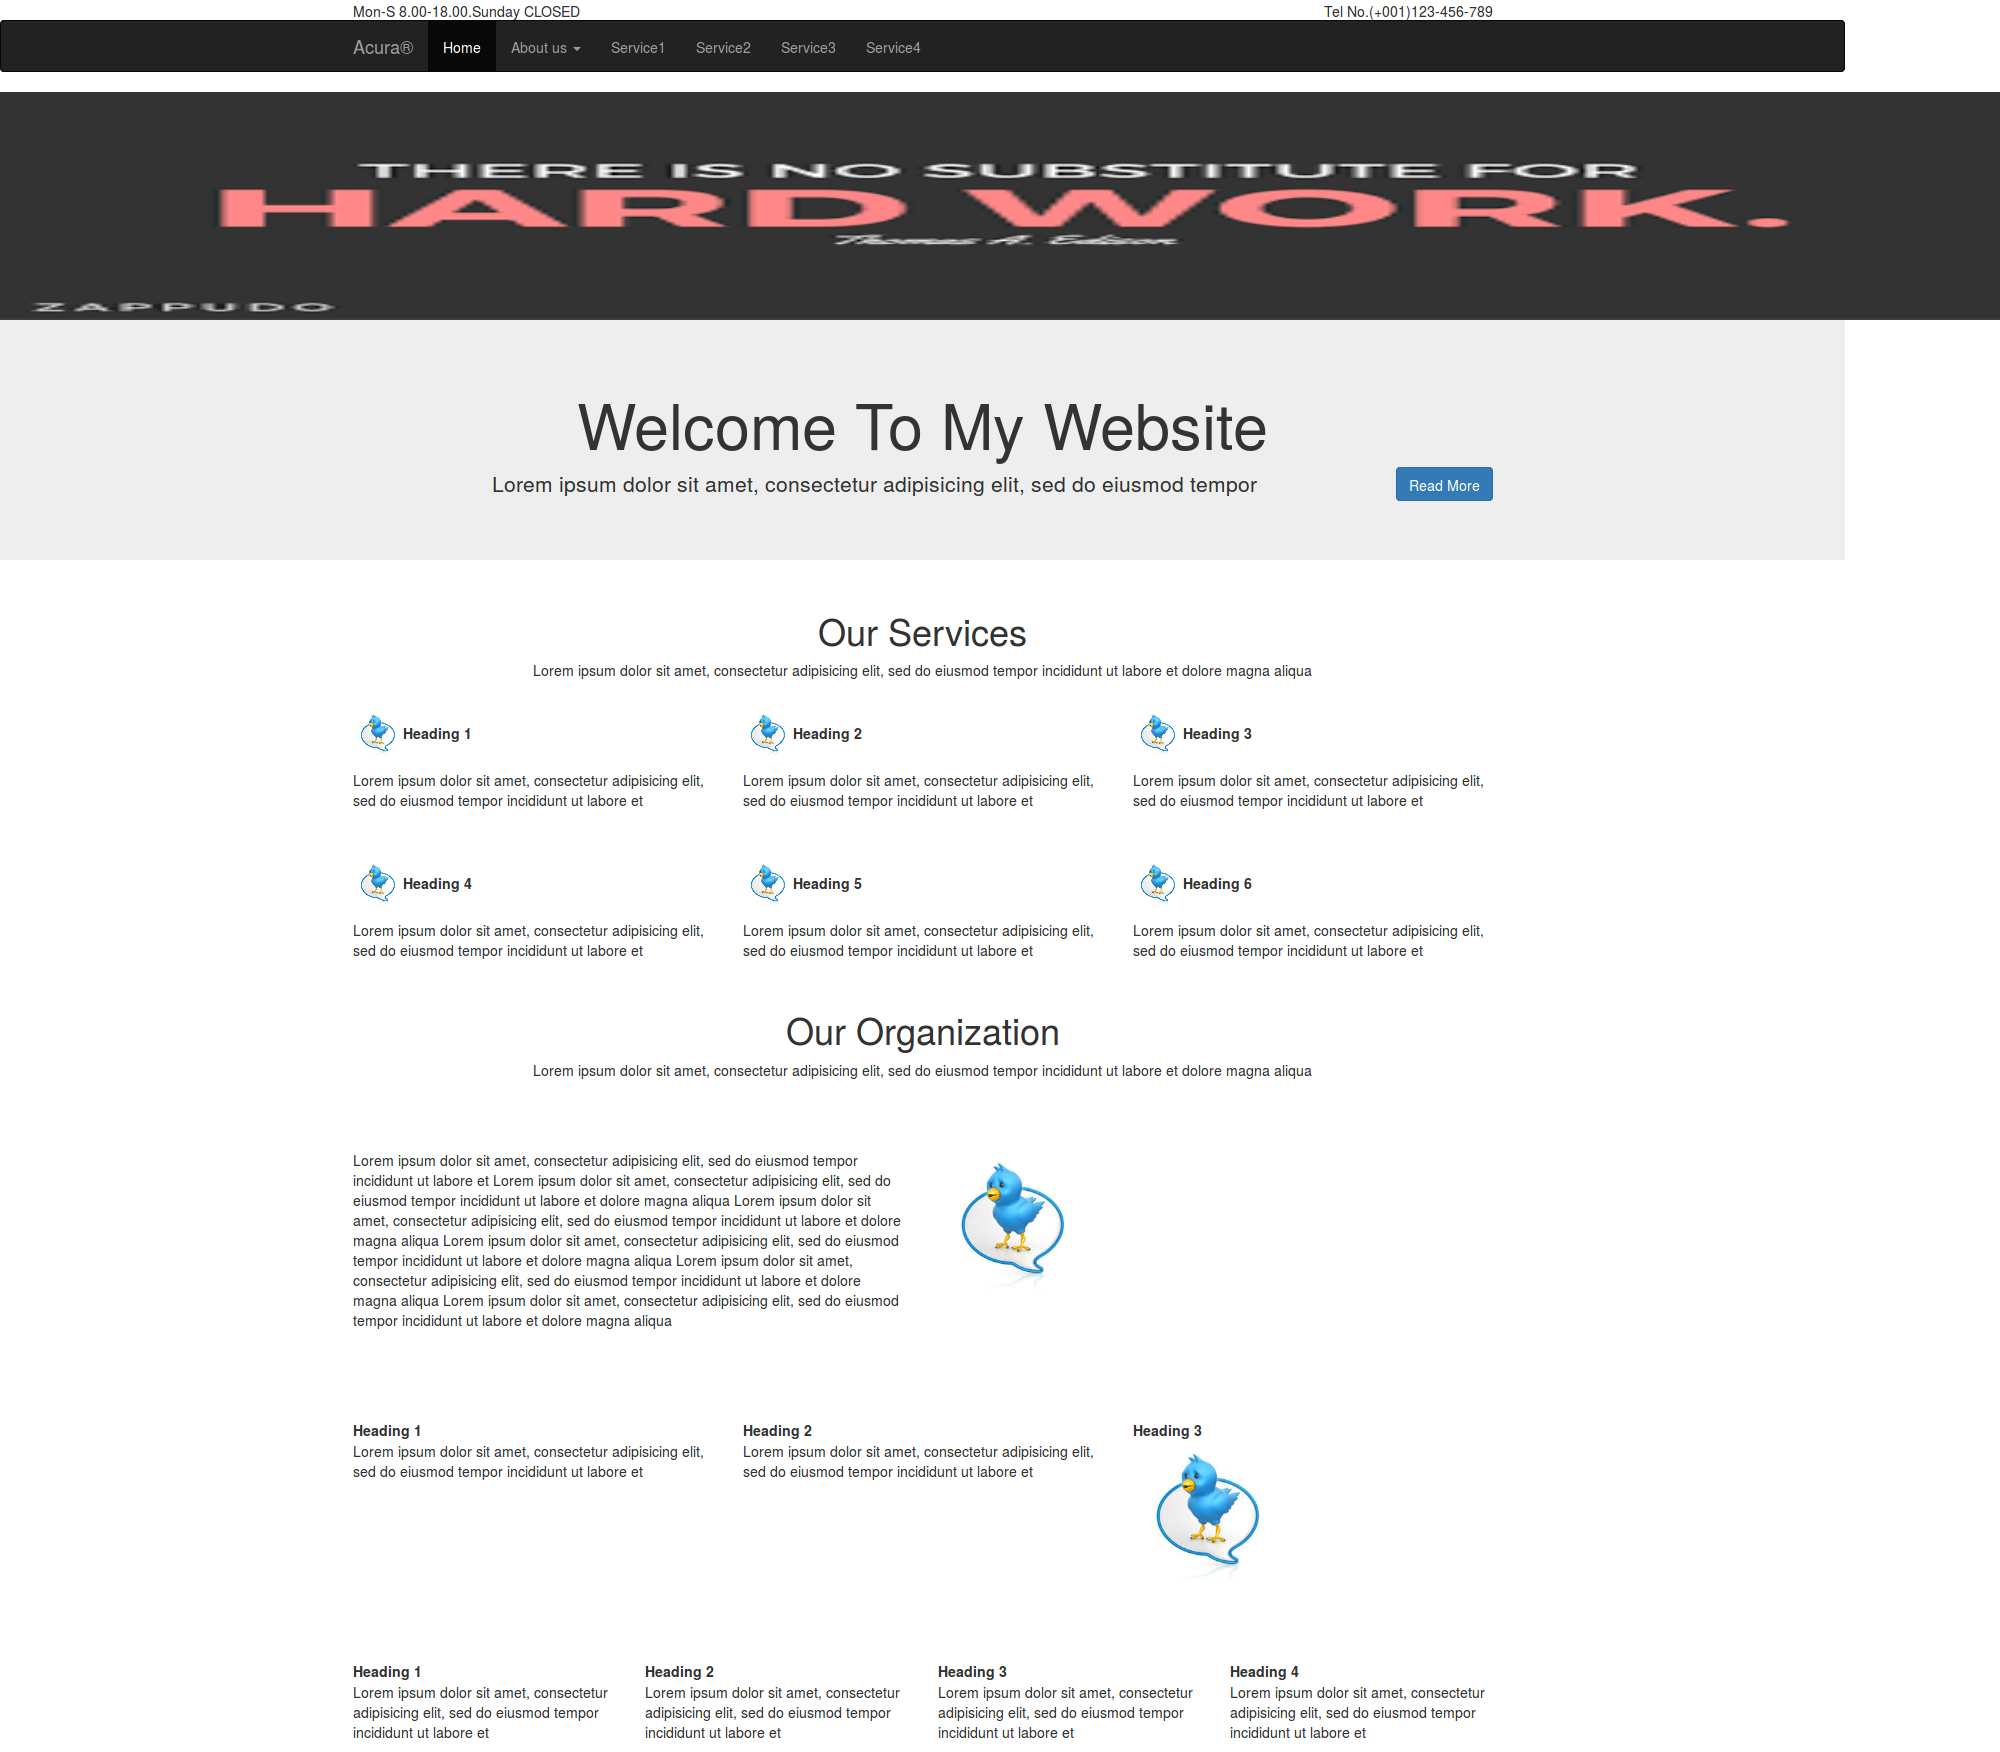 Mon-S 8.00-18.00.Sunday CLOSED
Tel No.(+001)123-456-789
Acura® Home About us Service1 Service2 Service3 Service4
THERE IS NO SUBSTITUTE FOR
HARD WORK.
Thomas A. Edison
ZAPPUDO
Welcome To My Website
Lorem ipsum dolor sit amet, consectetur adipisicing elit, sed do eiusmod tempor
Read More
Our Services
Lorem ipsum dolor sit amet, consectetur adipisicing elit, sed do eiusmod tempor incididunt ut labore et dolore magna aliqua
Heading 1
Lorem ipsum dolor sit amet, consectetur adipisicing elit,
sed do eiusmod tempor incididunt ut labore et
Heading 2
Lorem ipsum dolor sit amet, consectetur adipisicing elit,
sed do eiusmod tempor incididunt ut labore et
Heading 3
Lorem ipsum dolor sit amet, consectetur adipisicing elit,
sed do eiusmod tempor incididunt ut labore et
Heading 4
Lorem ipsum dolor sit amet, consectetur adipisicing elit,
sed do eiusmod tempor incididunt ut labore et
Heading 5
Lorem ipsum dolor sit amet, consectetur adipisicing elit,
sed do eiusmod tempor incididunt ut labore et
Heading 6
Lorem ipsum dolor sit amet, consectetur adipisicing elit,
sed do eiusmod tempor incididunt ut labore et
Our Organization
Lorem ipsum dolor sit amet, consectetur adipisicing elit, sed do eiusmod tempor incididunt ut labore et dolore magna aliqua
Lorem ipsum dolor sit amet, consectetur adipisicing elit, sed do eiusmod tempor
incididunt ut labore et Lorem ipsum dolor sit amet, consectetur adipisicing elit, sed do
eiusmod tempor incididunt ut labore et dolore magna aliqua Lorem ipsum dolor sit
amet, consectetur adipisicing elit, sed do eiusmod tempor incididunt ut labore et dolore
magna aliqua Lorem ipsum dolor sit amet, consectetur adipisicing elit, sed do eiusmod
tempor incididunt ut labore et dolore magna aliqua Lorem ipsum dolor sit amet,
consectetur adipisicing elit, sed do eiusmod tempor incididunt ut labore et dolore
magna aliqua Lorem ipsum dolor sit amet, consectetur adipisicing elit, sed do eiusmod
tempor incididunt ut labore et dolore magna aliqua
Heading 1
Lorem ipsum dolor sit amet, consectetur adipisicing elit,
sed do eiusmod tempor incididunt ut labore et
Heading 2
Lorem ipsum dolor sit amet, consectetur adipisicing elit,
sed do eiusmod tempor incididunt ut labore et
Heading 3
Heading 1
Lorem ipsum dolor sit amet, consectetur
adipisicing elit, sed do eiusmod tempor
incididunt ut labore et
Heading 2
Lorem ipsum dolor sit amet, consectetur
adipisicing elit, sed do eiusmod tempor
incididunt ut labore et
Heading 3
Lorem ipsum dolor sit amet, consectetur
adipisicing elit, sed do eiusmod tempor
incididunt ut labore et
Heading 4
Lorem ipsum dolor sit amet, consectetur
adipisicing elit, sed do eiusmod tempor
incididunt ut labore et